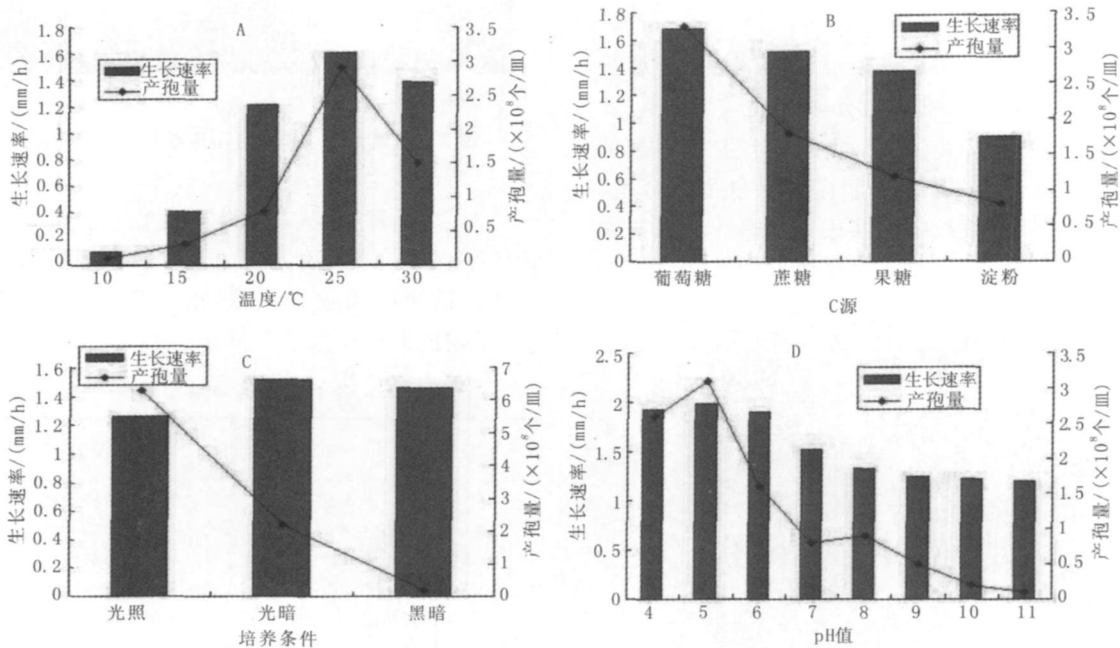 A
生长速率/(mm/h)
1.8
1.6
1.4
1.2
1
0.8
0.6
0.4
0.2
0
生长速率
产孢量
3.5
3
2.5
2
1.5
1
0.5
0
产孢量/(×10⁸个/皿)
10 15 20 25 30
温度/℃
B
生长速率/(mm/h)
1.8
1.6
1.4
1.2
1
0.8
0.6
0.4
0.2
0
生长速率
产孢量
3.5
3
2.5
2
1.5
1
0.5
0
产孢量/(×10⁸个/皿)
葡萄糖 蔗糖 果糖 淀粉
C源
C
生长速率/(mm/h)
1.6
1.4
1.2
1
0.8
0.6
0.4
0.2
0
生长速率
产孢量
7
6
5
4
3
2
1
0
产孢量/(×10⁸个/皿)
光照 光暗 黑暗
培养条件
D
生长速率/(mm/h)
2.5
2
1.5
1
0.5
0
生长速率
产孢量
3.5
3
2.5
2
1.5
1
0.5
0
产孢量/(×10⁸个/皿)
4 5 6 7 8 9 10 11
pH值